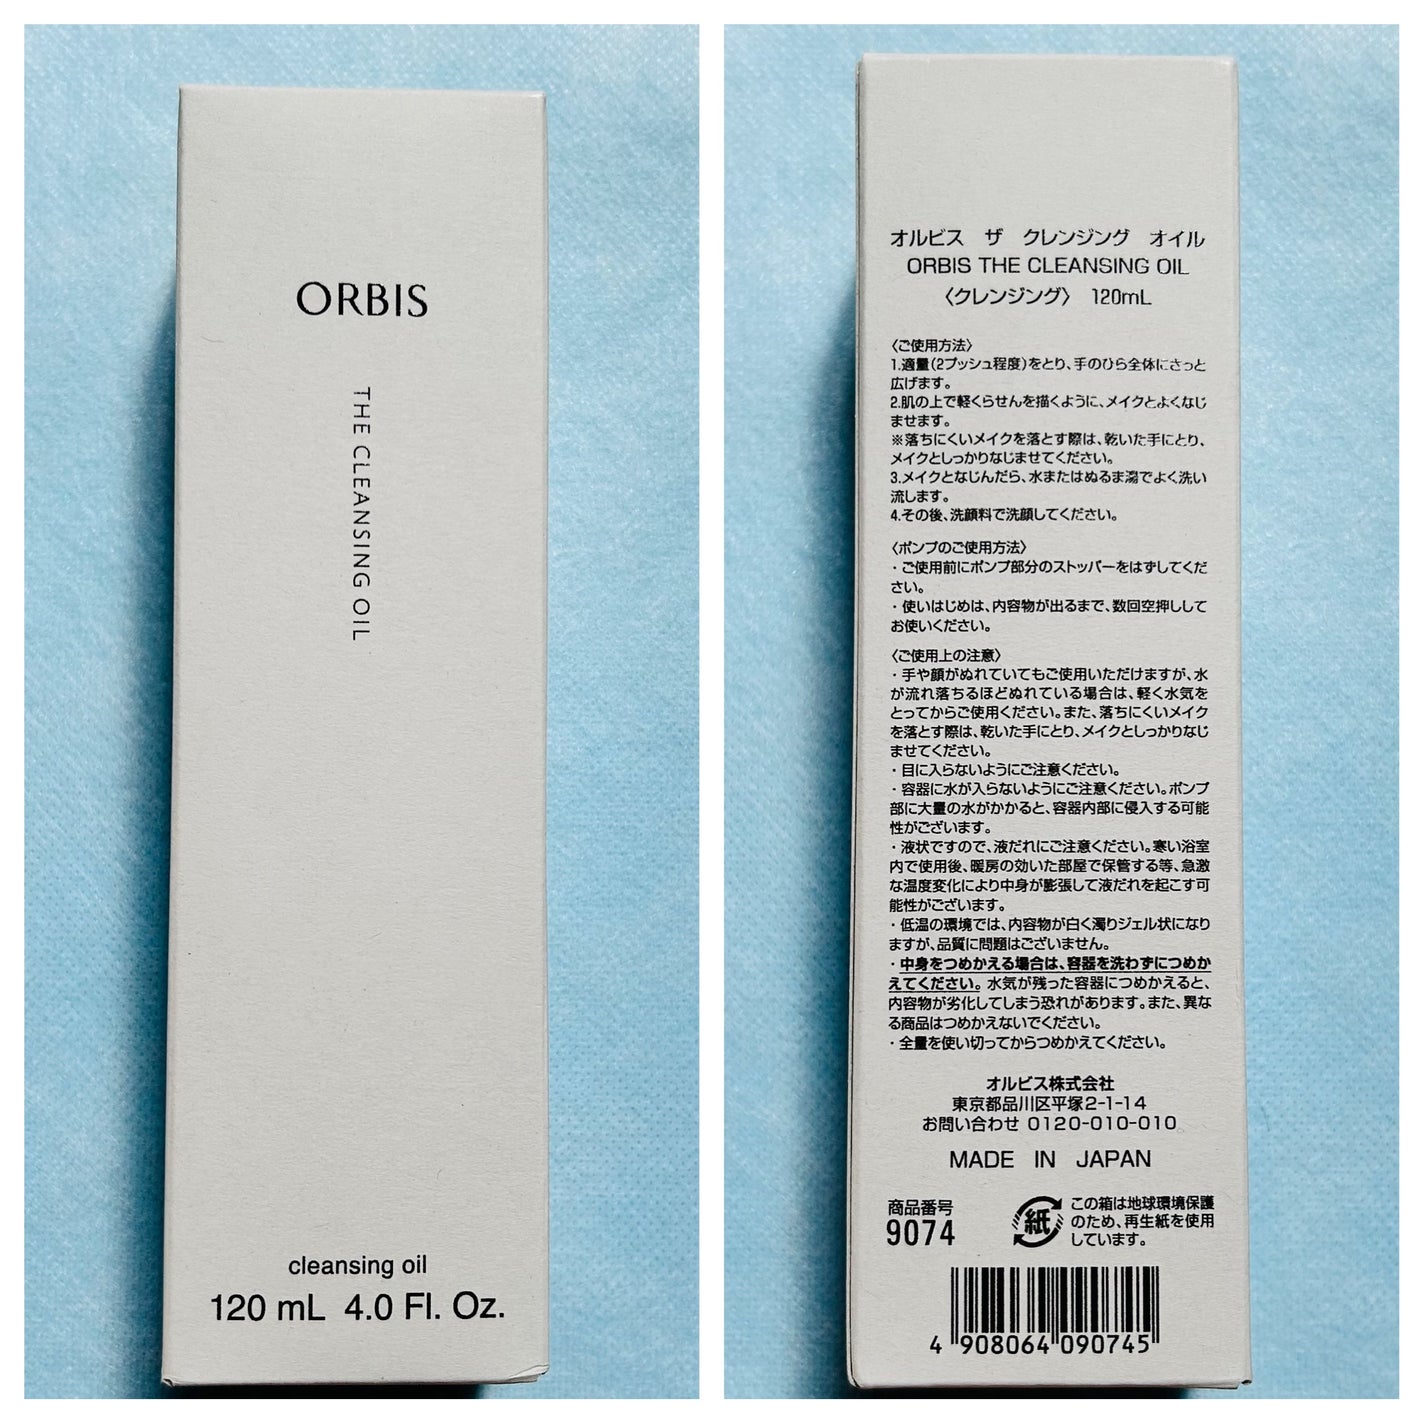 ORBIS
THE CLEANSING OIL
cleansing oil
120 mL 4.0 Fl. Oz.
オルビス ザ クレンジング オイル
ORBIS THE CLEANSING OIL
〈クレンジング〉 120mL
〈ご使用方法〉
1.適量(2プッシュ程度)をとり、手のひら全体にさっと
広げます。
2.肌の上で軽くらせんを描くように、メイクとよくなじ
ませます。
※落ちにくいメイクを落とす際は、乾いた手にとり、
メイクとしっかりなじませてください。
3.メイクとなじんだら、水またはぬるま湯でよく洗い
流します。
4.その後、洗顔料で洗顔してください。
〈ポンプのご使用方法〉
・ご使用前にポンプ部分のストッパーをはずしてくだ
さい。
・使いはじめは、内容物が出るまで、数回空押しして
お使いください。
〈ご使用上の注意〉
・手や顔がぬれていてもご使用いただけますが、水
が流れ落ちるほどぬれている場合は、軽く水気を
とってからご使用ください。また、落ちにくいメイク
を落とす際は、乾いた手にとり、メイクとしっかりなじ
ませてください。
・目に入らないようにご注意ください。
・容器に水が入らないようにご注意ください。ポンプ
部に大量の水がかかると、容器内部に侵入する可能
性がございます。
・液状ですので、液だれにご注意ください。寒い浴室
内で使用後、暖房の効いた部屋で保管する等、急激
な温度変化により中身が膨張して液だれを起こす可
能性がございます。
・低温の環境では、内容物が白く濁りジェル状になり
ますが、品質に問題はございません。
・中身をつめかえる場合は、容器を洗わずにつめか
えてください。水気が残った容器につめかえると、
内容物が劣化してしまう恐れがあります。また、異な
る商品はつめかえないでください。
・全量を使い切ってからつめかえてください。
オルビス株式会社
東京都品川区平塚2-1-14
お問い合わせ 0120-010-010
MADE IN JAPAN
商品番号
9074
紙
この箱は地球環境保護
のため、再生紙を使用
しています。
4 908064 090745